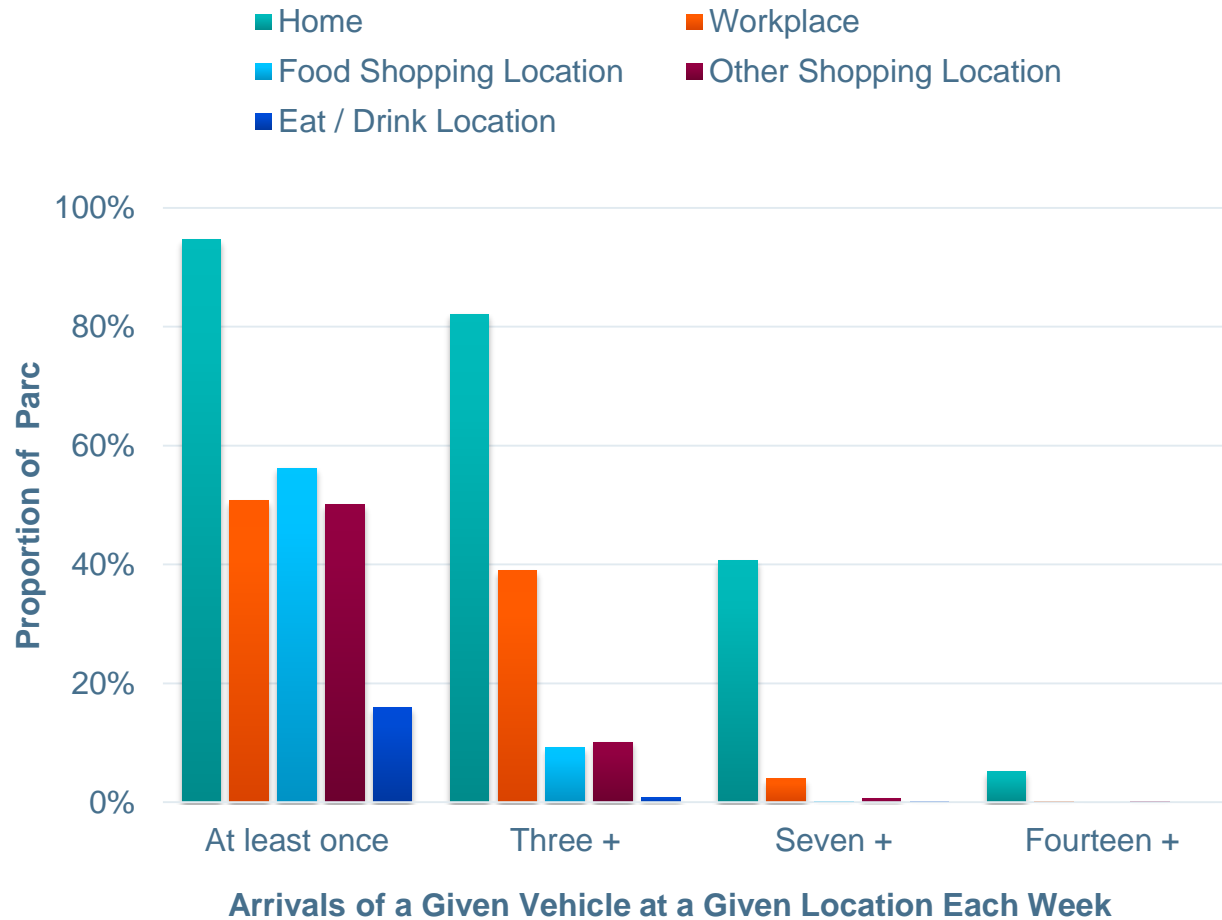 Home
Workplace
Food Shopping Location
Other Shopping Location
Eat / Drink Location
100%
80%
60%
40%
20%
0%
Proportion of  Parc
At least once
Three +
Seven +
Fourteen +
Arrivals of a Given Vehicle at a Given Location Each Week